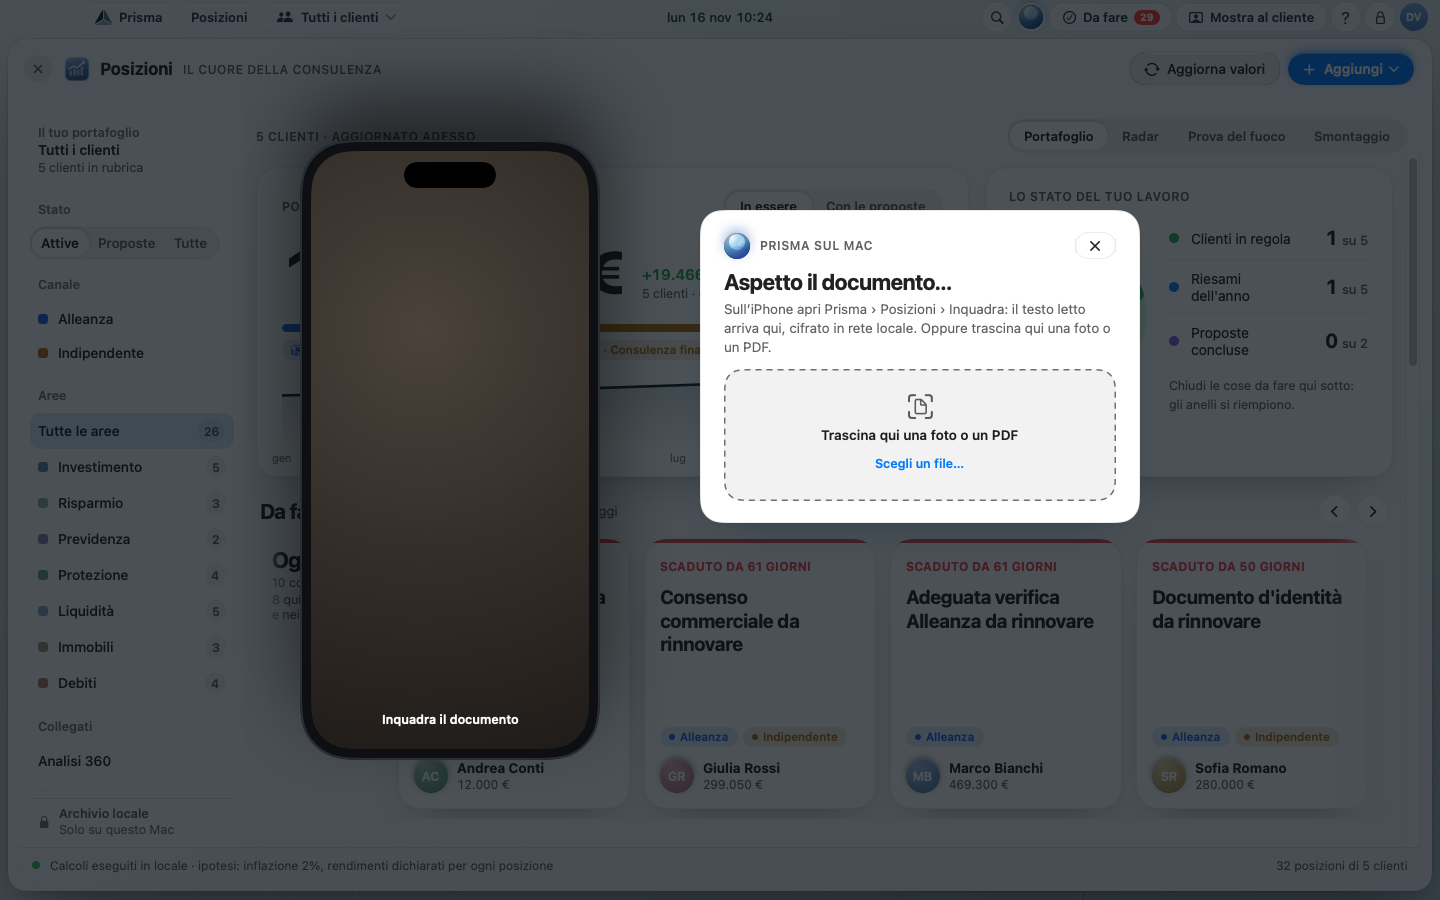 Prisma
Posizioni
Tutti i clienti
lun 16 nov 10:24
Da fare 29
Mostra al cliente
?
DV
Posizioni
IL CUORE DELLA CONSULENZA
Aggiorna valori
+ Aggiungi
Il tuo portafoglio
Tutti i clienti
5 clienti in rubrica
Stato
Attive
Proposte
Tutte
Canale
Alleanza
Indipendente
Aree
Tutte le aree 26
Investimento 5
Risparmio 3
Previdenza 2
Protezione 4
Liquidità 5
Immobili 3
Debiti 4
Collegati
Analisi 360
Archivio locale
Solo su questo Mac
5 CLIENTI · AGGIORNATO ADESSO
Portafoglio
Radar
Prova del fuoco
Smontaggio
In essere
Con le proposte
€
+19.466
5 clienti ·
· Consulenza fina
gen
lug
Inquadra il documento
PRISMA SUL MAC
Aspetto il documento...
Sull'iPhone apri Prisma › Posizioni › Inquadra: il testo letto
arriva qui, cifrato in rete locale. Oppure trascina qui una foto o
un PDF.
Trascina qui una foto o un PDF
Scegli un file...
LO STATO DEL TUO LAVORO
Clienti in regola 1 su 5
Riesami
dell'anno
1 su 5
Proposte
concluse
0 su 2
Chiudi le cose da fare qui sotto:
gli anelli si riempiono.
Da fa
10 co
8 qui
e nei
Andrea Conti
12.000 €
AC
SCADUTO DA 61 GIORNI
Consenso
commerciale da
rinnovare
Alleanza
Indipendente
GR
Giulia Rossi
299.050 €
SCADUTO DA 61 GIORNI
Adeguata verifica
Alleanza da rinnovare
Alleanza
MB
Marco Bianchi
469.300 €
SCADUTO DA 50 GIORNI
Documento d'identità
da rinnovare
Alleanza
Indipendente
SR
Sofia Romano
280.000 €
Calcoli eseguiti in locale · ipotesi: inflazione 2%, rendimenti dichiarati per ogni posizione
32 posizioni di 5 clienti